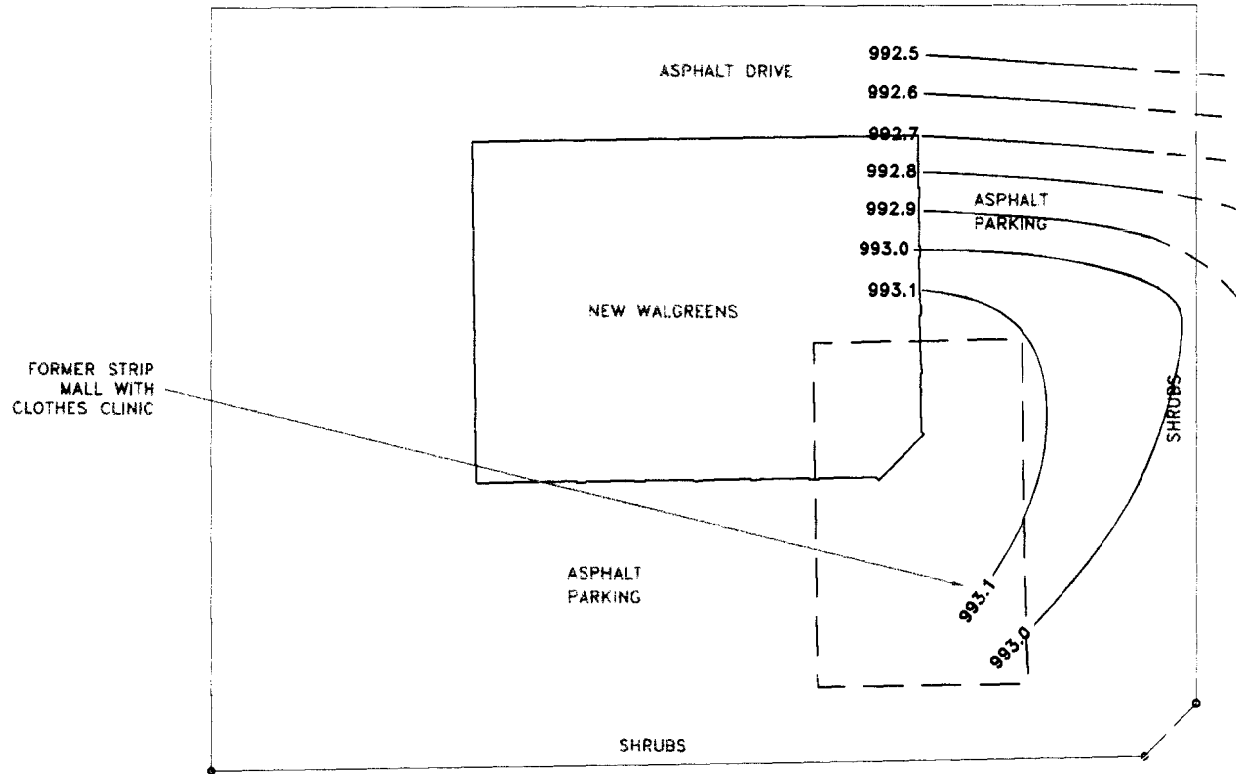 992.5
ASPHALT DRIVE
992.6
992.7
992.8
ASPHALT
PARKING
992.9
993.0
993.1
NEW WALGREENS
FORMER STRIP
MALL WITH
CLOTHES CLINIC
SHRUBS
ASPHALT
PARKING
993.1
993.0
SHRUBS